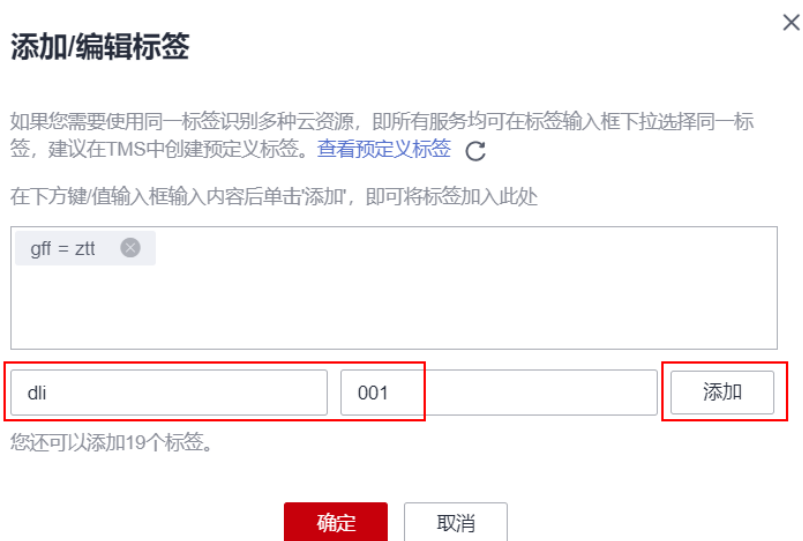 添加/编辑标签
如果您需要使用同一标签识别多种云资源，即所有服务均可在标签输入框下拉选择同一标
签，建议在TMS中创建预定义标签。查看预定义标签
在下方键/值输入框输入内容后单击'添加'，即可将标签加入此处
gff = ztt
dli 001 添加
您还可以添加19个标签。
确定 取消